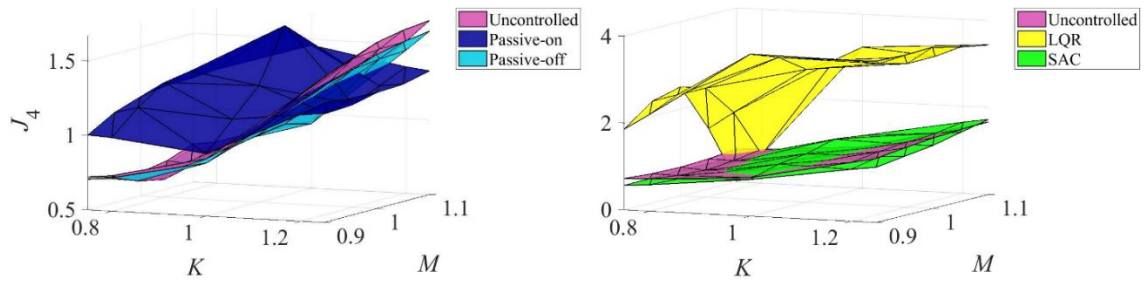 Uncontrolled
Passive-on
Passive-off
J4
1.5
1
0.5
0.8
1
1.2
K
0.9
1
1.1
M
Uncontrolled
LQR
SAC
4
2
0
0.8
1
1.2
K
0.9
1
1.1
M